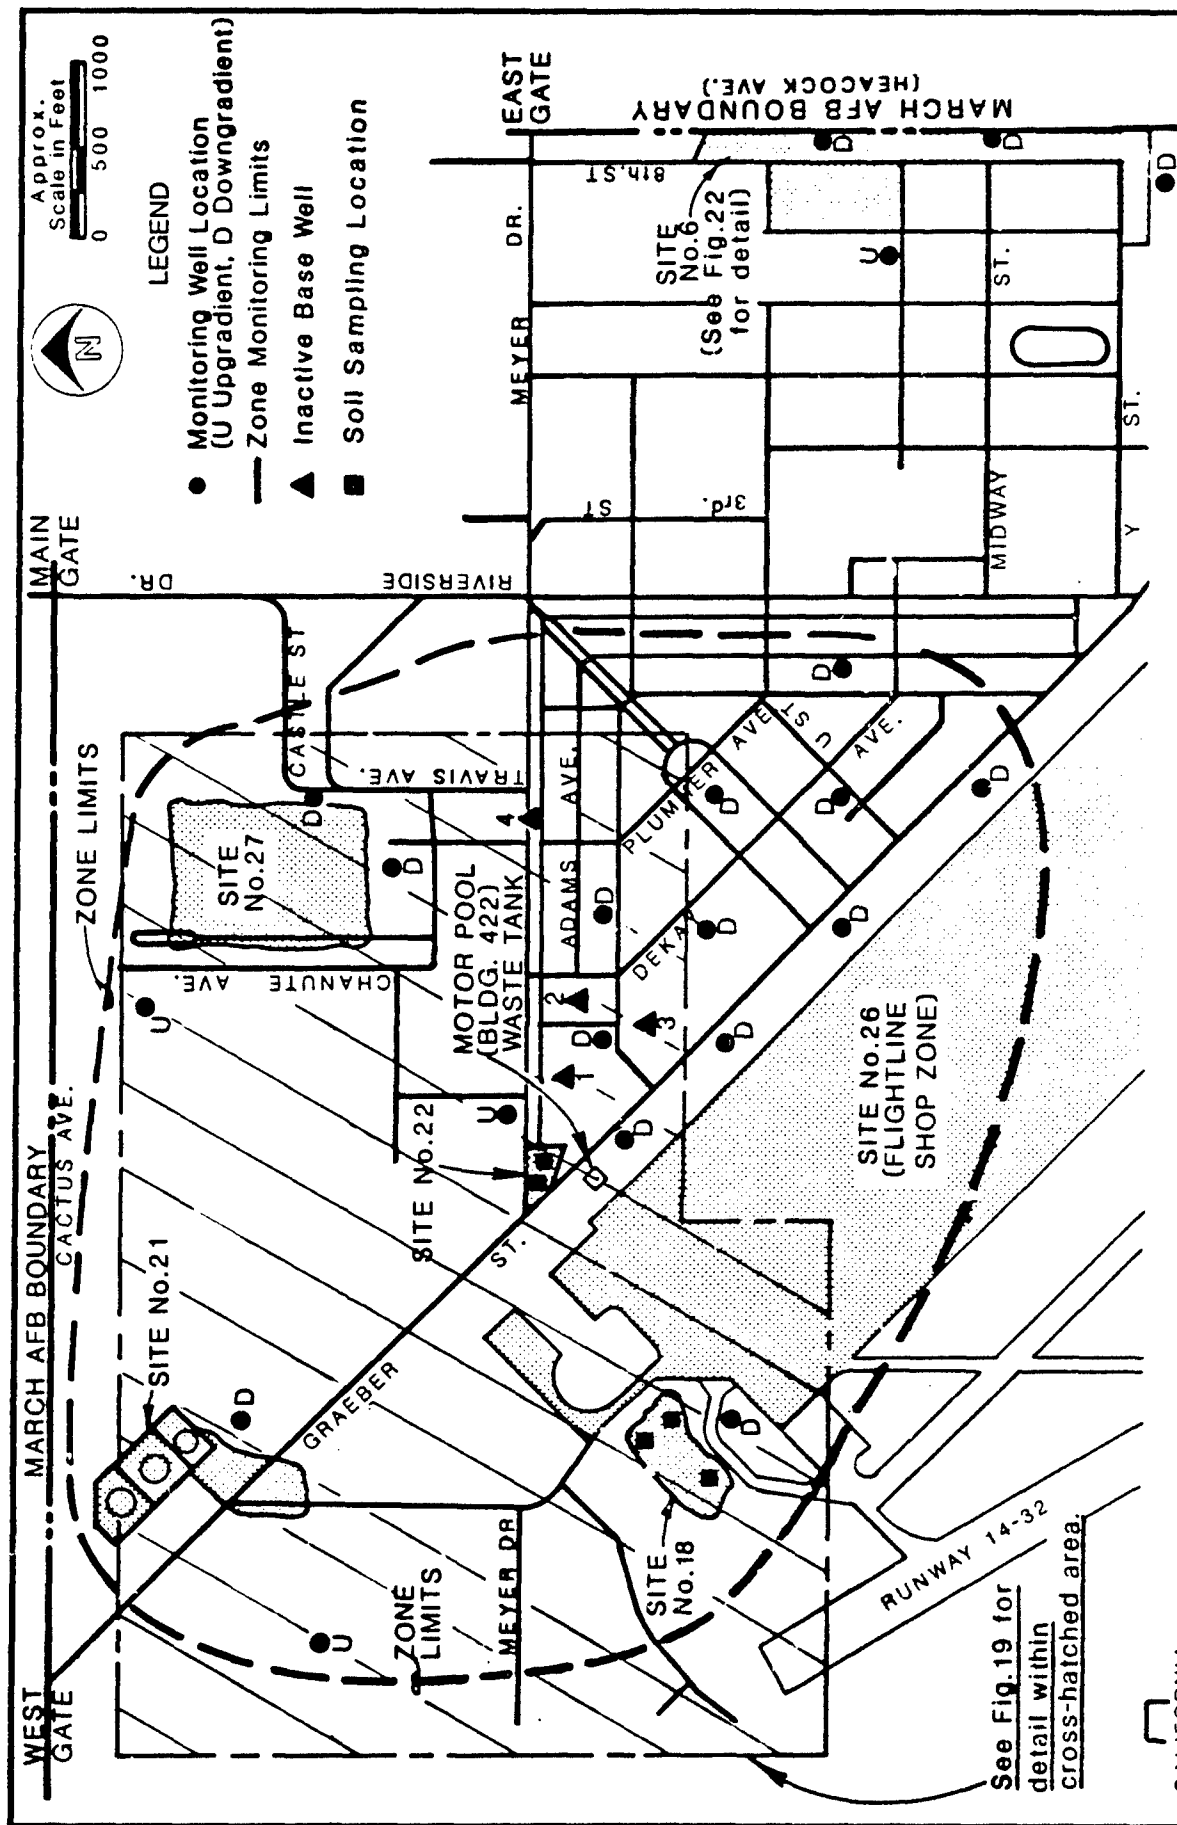 WEST
GATE
MARCH AFB BOUNDARY
CACTUS AVE.
MAIN
GATE
Approx.
Scale in Feet
0 500 1000
N
LEGEND
Monitoring Well Location
(U Upgradient, D Downgradient)
Zone Monitoring Limits
Inactive Base Well
Soil Sampling Location
ZONE LIMITS
SITE No.21
D
U
U
SITE
No.27
D
D
CASTLE ST
RIVERSIDE
DR.
TRAVIS AVE.
CHANUTE
AVE.
ZONE
LIMITS
MEYER DR
GRAEBER
ST.
SITE No.22
U
MOTOR POOL
(BLDG. 422)
WASTE TANK
1
2
3
4
D
D
D
ADAMS
AVE.
MEYER
DR.
EAST
GATE
MARCH AFB BOUNDARY
(HEACOCK AVE.)
8th.ST
SITE
No.6
(See Fig.22
for detail)
3rd.
ST
U
D
D
D
MIDWAY
ST.
Y
ST.
PLUMMER
AVE.
U
ST
DEKA
AVE.
D
D
D
D
D
D
D
SITE
No.18
D
SITE No.26
(FLIGHTLINE
SHOP ZONE)
RUNWAY 14-32
See Fig.19 for
detail within
cross-hatched area.